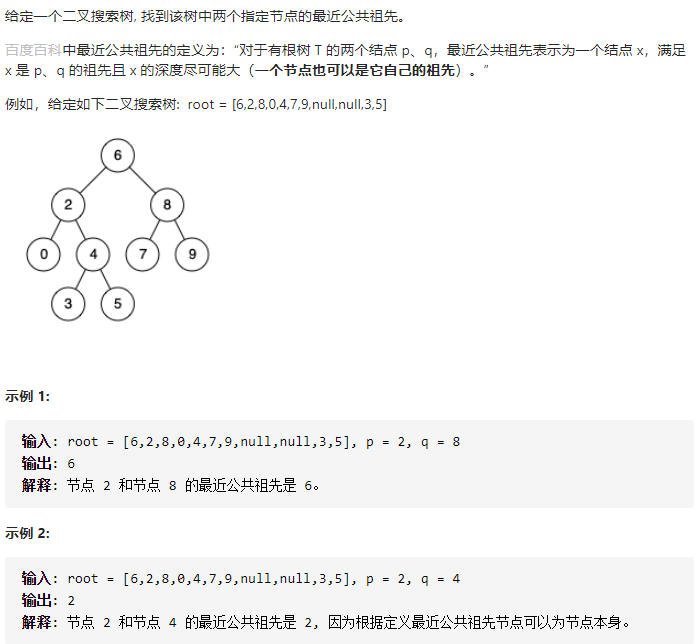 给定一个二叉搜索树, 找到该树中两个指定节点的最近公共祖先。
百度百科中最近公共祖先的定义为：“对于有根树 T 的两个结点 p、q，最近公共祖先表示为一个结点 x，满足
x 是 p、q 的祖先且 x 的深度尽可能大（一个节点也可以是它自己的祖先）。”
例如，给定如下二叉搜索树:  root = [6,2,8,0,4,7,9,null,null,3,5]
6
2 8
0 4 7 9
3 5
示例 1:
输入: root = [6,2,8,0,4,7,9,null,null,3,5], p = 2, q = 8
输出: 6
解释: 节点 2 和节点 8 的最近公共祖先是 6。
示例 2:
输入: root = [6,2,8,0,4,7,9,null,null,3,5], p = 2, q = 4
输出: 2
解释: 节点 2 和节点 4 的最近公共祖先是 2, 因为根据定义最近公共祖先节点可以为节点本身。